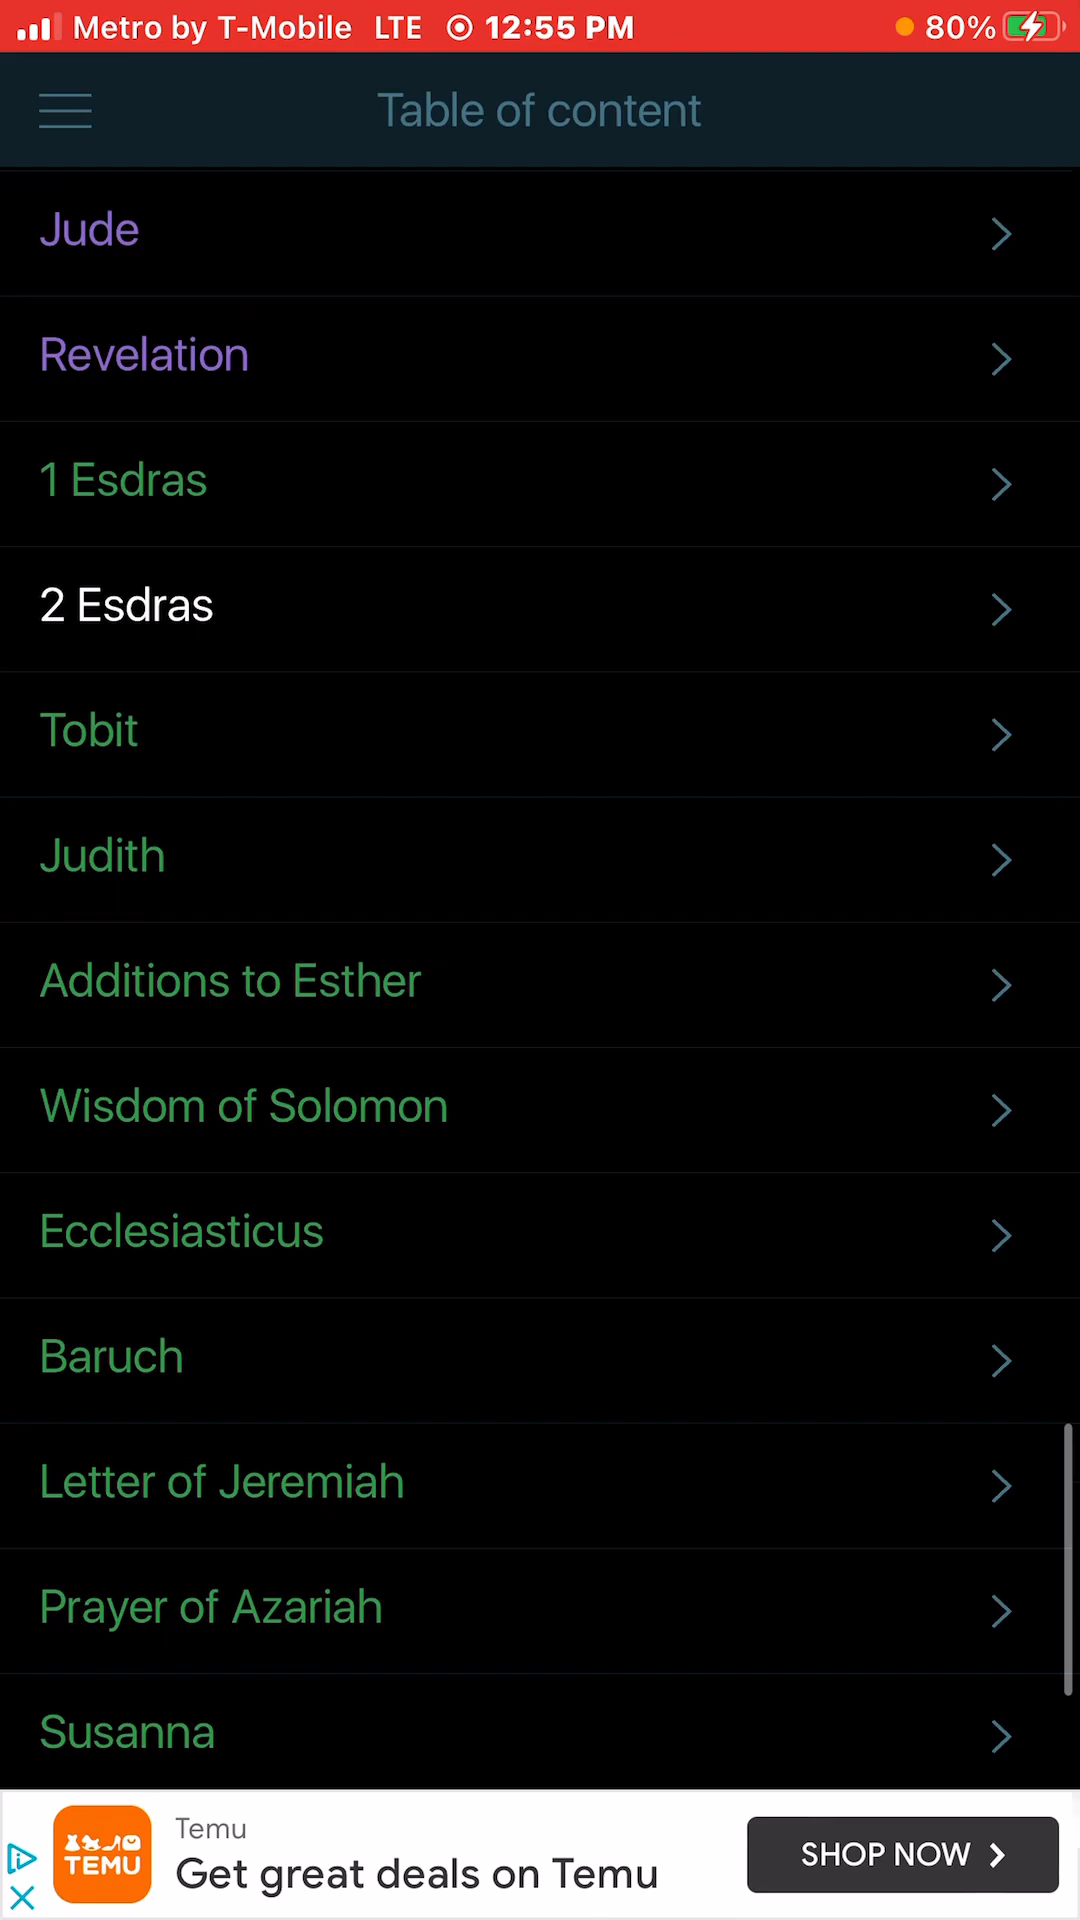 Metro by T-Mobile LTE 12:55 PM 80%
Table of content
Jude
Revelation
1 Esdras
2 Esdras
Tobit
Judith
Additions to Esther
Wisdom of Solomon
Ecclesiasticus
Baruch
Letter of Jeremiah
Prayer of Azariah
Susanna
TEMU
Temu
Get great deals on Temu
SHOP NOW